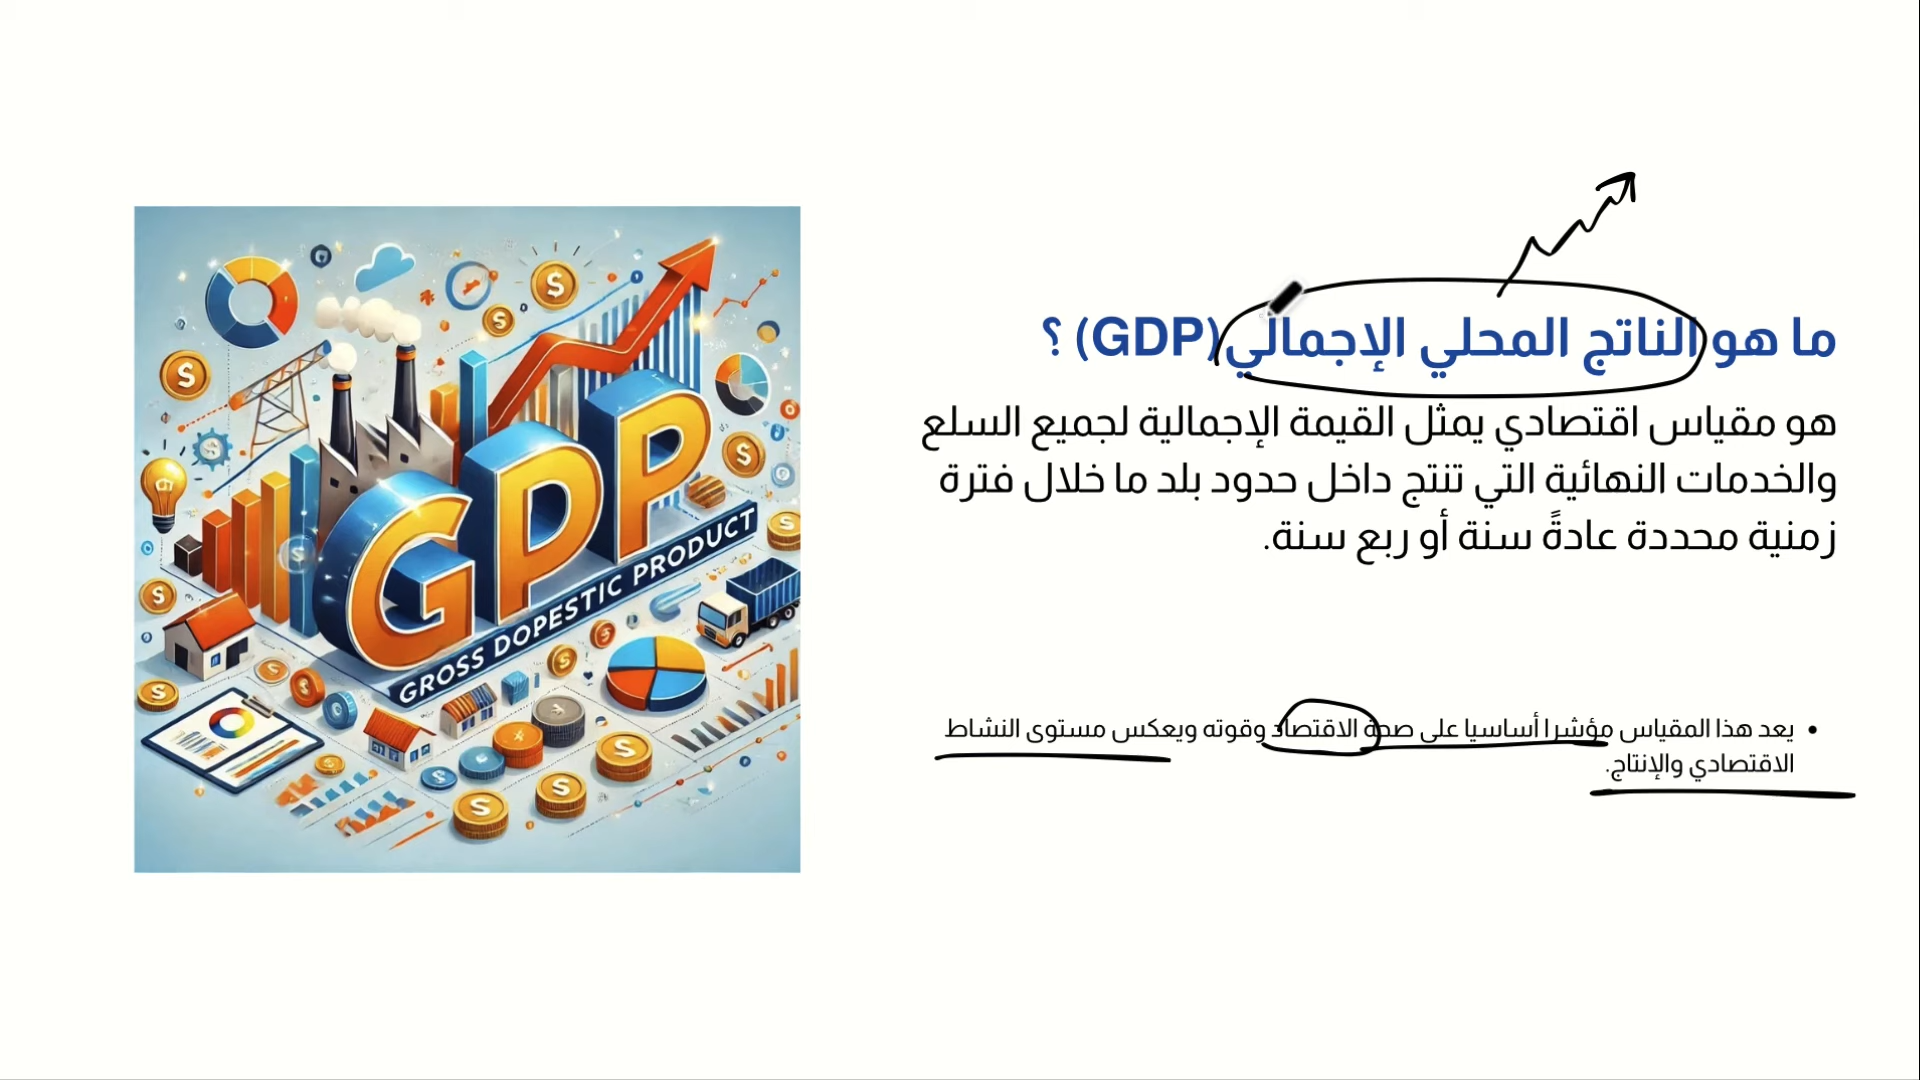 ما هو الناتج المحلي الإجمالي(GDP) ؟
هو مقياس اقتصادي يمثل القيمة الإجمالية لجميع السلع
والخدمات النهائية التي تنتج داخل حدود بلد ما خلال فترة
زمنية محددة عادةً سنة أو ربع سنة.
• يعد هذا المقياس مؤشرا أساسيا على صحة الاقتصاد وقوته ويعكس مستوى النشاط
الاقتصادي والإنتاج.
GPP
GROSS DOPESTIC PRODUCT